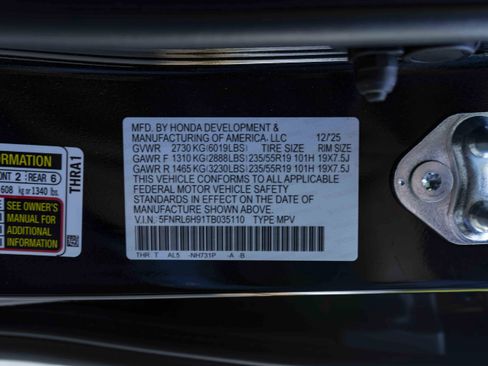 MFD. BY HONDA DEVELOPMENT &
MANUFACTURING OF AMERICA, LLC 12/25
GVWR 2730 KG(6019LBS) TIRE SIZE RIM SIZE
GAWR F 1310 KG(2888LBS) 235/55R19 101H 19X7.5J
GAWR R 1465 KG(3230LBS) 235/55R19 101H 19X7.5J
THIS VEHICLE CONFORMS TO ALL APPLICABLE
FEDERAL MOTOR VEHICLE SAFETY
STANDARDS IN EFFECT ON THE DATE OF
MANUFACTURE SHOWN ABOVE.
V.I.N. 5FNRL6H91TB035110 TYPE MPV
THR T AL5 -NH731P -A B
ORMATION
ONT 2 REAR 6
608 kg or 1340 lbs.
SEE OWNER'S
MANUAL FOR
ADDITIONAL
INFORMATION
THRA1